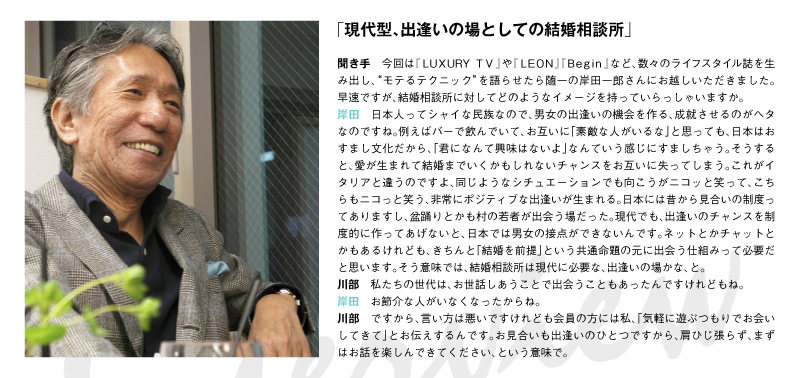 「現代型、出逢いの場としての結婚相談所」
聞き手　今回は『LUXURY TV』や『LEON』『Begin』など、数々のライフスタイル誌を生
み出し、“モテるテクニック”を語らせたら随一の岸田一郎さんにお越しいただきました。
早速ですが、結婚相談所に対してどのようなイメージを持っていらっしゃいますか。
岸田　日本人ってシャイな民族なので、男女の出逢いの機会を作る、成就させるのがヘタ
なのですね。例えばバーで飲んでいて、お互いに「素敵な人がいるな」と思っても、日本はお
すまし文化だから、「君になんて興味はないよ」なんていう感じにすましちゃう。そうする
と、愛が生まれて結婚までいくかもしれないチャンスをお互いに失ってしまう。これがイ
タリアと違うのですよ、同じようなシチュエーションでも向こうがニコッと笑って、こち
らもニコっと笑う、非常にポジティブな出逢いが生まれる。日本には昔から見合いの制度っ
てありますし、盆踊りとかも村の若者が出会う場だった。現代でも、出逢いのチャンスを制
度的に作ってあげないと、日本では男女の接点ができないんです。ネットとかチャットと
かもあるけれども、きちんと「結婚を前提」という共通命題の元に出会う仕組みって必要だ
と思います。そう意味では、結婚相談所は現代に必要な、出逢いの場かな、と。
川部　私たちの世代は、お世話しあうことで出会うこともあったんですけれどもね。
岸田　お節介な人がいなくなったからね。
川部　ですから、言い方は悪いですけれども会員の方には私、「気軽に遊ぶつもりでお会い
してきて」とお伝えするんです。お見合いも出逢いのひとつですから、肩ひじ張らず、まず
はお話を楽しんできてください、という意味で。